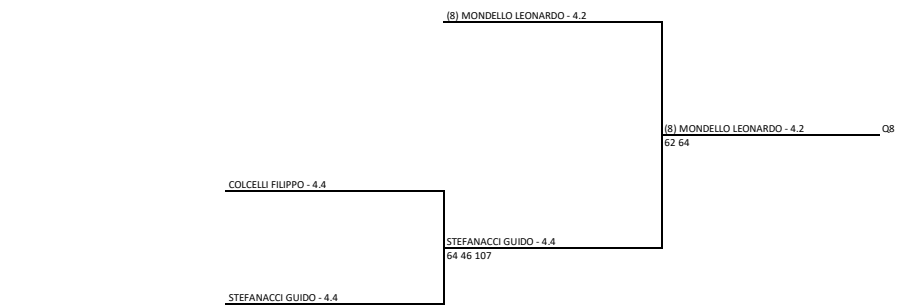 (8) MONDELLO LEONARDO - 4.2
(8) MONDELLO LEONARDO - 4.2 Q8
62 64
COLCELLI FILIPPO - 4.4
STEFANACCI GUIDO - 4.4
64 46 107
STEFANACCI GUIDO - 4.4